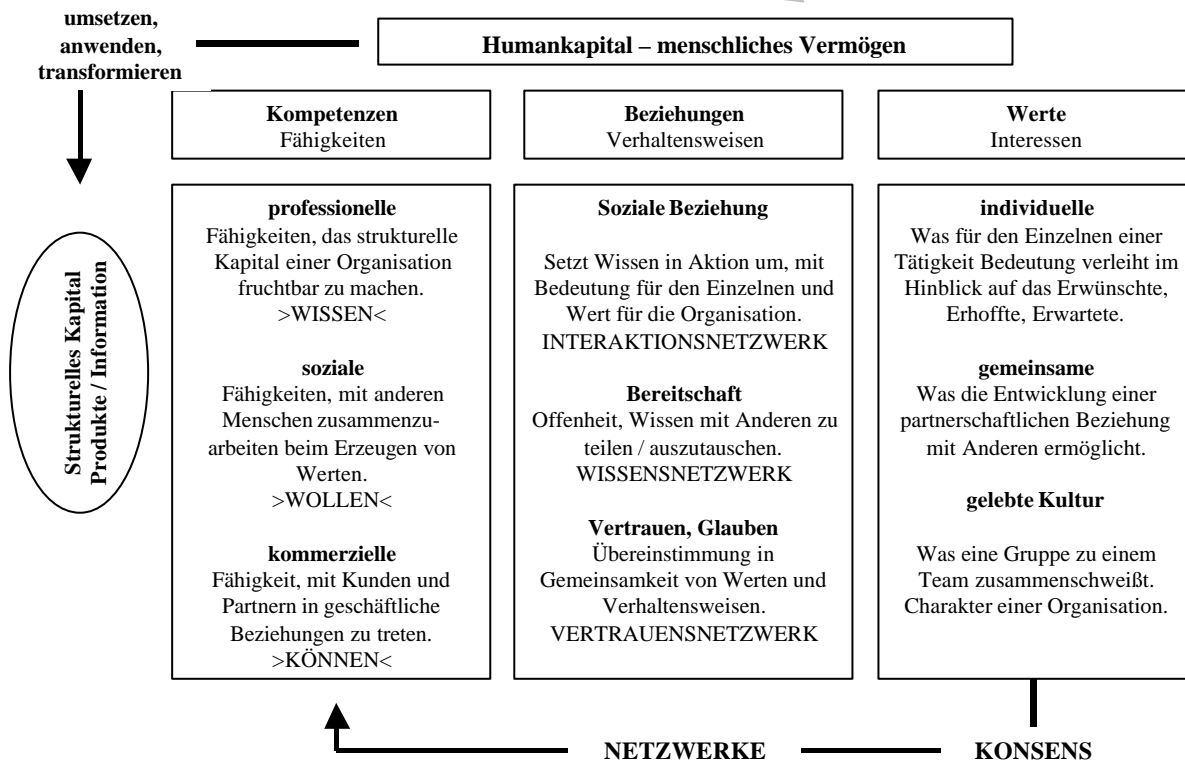 umsetzen,
anwenden,
transformieren
Humankapital – menschliches Vermögen
Kompetenzen
Fähigkeiten
Beziehungen
Verhaltensweisen
Werte
Interessen
Strukturelles Kapital
Produkte / Information
professionelle
Fähigkeiten, das strukturelle
Kapital einer Organisation
fruchtbar zu machen.
>WISSEN<
soziale
Fähigkeiten, mit anderen
Menschen zusammenzu-
arbeiten beim Erzeugen von
Werten.
>WOLLEN<
kommerzielle
Fähigkeit, mit Kunden und
Partnern in geschäftliche
Beziehungen zu treten.
>KÖNNEN<
Soziale Beziehung
Setzt Wissen in Aktion um, mit
Bedeutung für den Einzelnen und
Wert für die Organisation.
INTERAKTIONSNETZWERK
Bereitschaft
Offenheit, Wissen mit Anderen zu
teilen / auszutauschen.
WISSENSNETZWERK
Vertrauen, Glauben
Übereinstimmung in
Gemeinsamkeit von Werten und
Verhaltensweisen.
VERTRAUENSNETZWERK
individuelle
Was für den Einzelnen einer
Tätigkeit Bedeutung verleiht im
Hinblick auf das Erwünschte,
Erhoffte, Erwartete.
gemeinsame
Was die Entwicklung einer
partnerschaftlichen Beziehung
mit Anderen ermöglicht.
gelebte Kultur
Was eine Gruppe zu einem
Team zusammenschweißt.
Charakter einer Organisation.
NETZWERKE
KONSENS